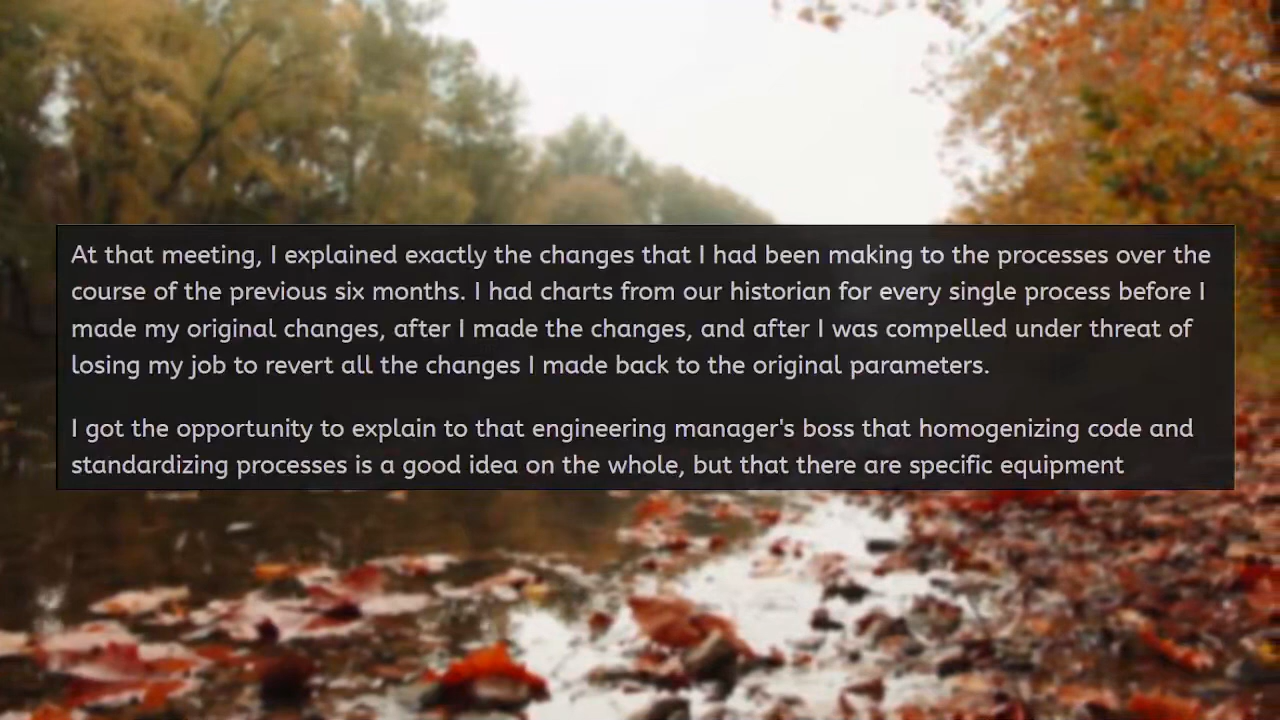 At that meeting, I explained exactly the changes that I had been making to the processes over the
course of the previous six months. I had charts from our historian for every single process before I
made my original changes, after I made the changes, and after I was compelled under threat of
losing my job to revert all the changes I made back to the original parameters.
I got the opportunity to explain to that engineering manager's boss that homogenizing code and
standardizing processes is a good idea on the whole, but that there are specific equipment